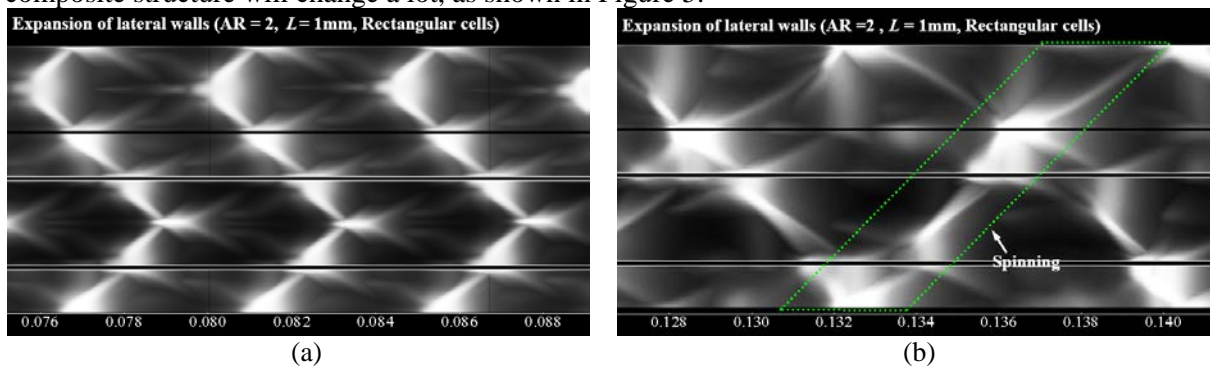 composite structure will change a lot, as shown in Figure 5.
Expansion of lateral walls (AR = 2, L = 1mm, Rectangular cells)
0.076 0.078 0.080 0.082 0.084 0.086 0.088
(a)
Expansion of lateral walls (AR =2 , L = 1mm, Rectangular cells)
Spinning
0.128 0.130 0.132 0.134 0.136 0.138 0.140
(b)